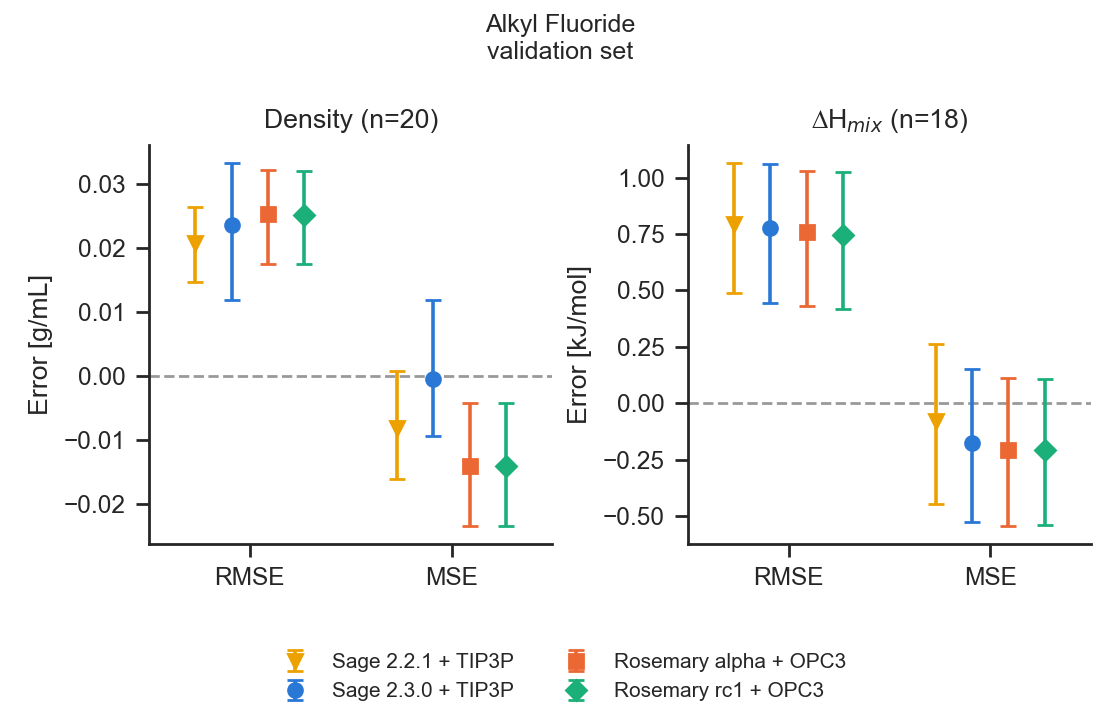 Alkyl Fluoride
validation set
Density (n=20)
ΔH_mix (n=18)
Error [g/mL]
0.03
0.02
0.01
0.00
−0.01
−0.02
RMSE
MSE
Error [kJ/mol]
1.00
0.75
0.50
0.25
0.00
−0.25
−0.50
RMSE
MSE
Sage 2.2.1 + TIP3P
Sage 2.3.0 + TIP3P
Rosemary alpha + OPC3
Rosemary rc1 + OPC3